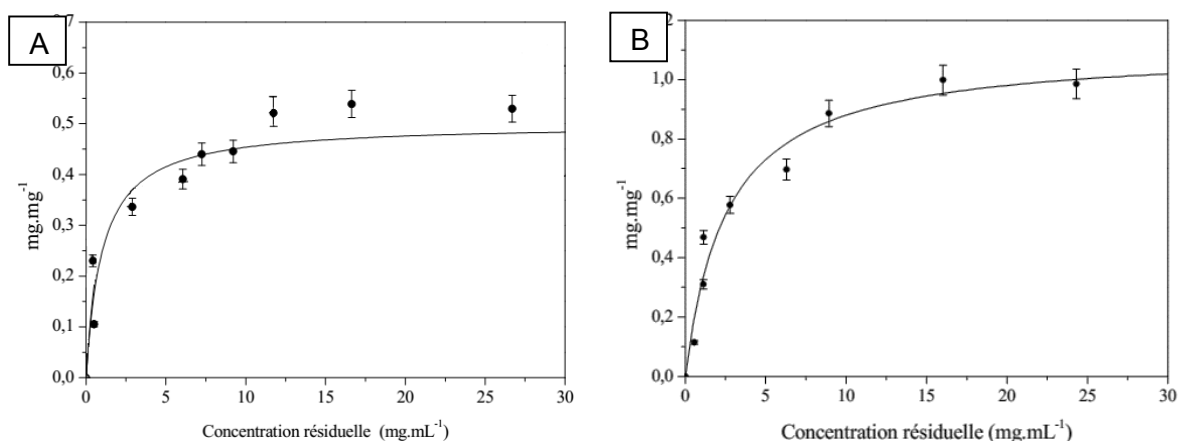 A
0,7
0,6
0,5
0,4
0,3
0,2
0,1
0,0
mg.mg⁻¹
0 5 10 15 20 25 30
Concentration résiduelle (mg.mL⁻¹)
B
1,2
1,0
0,8
0,6
0,4
0,2
0,0
mg.mg⁻¹
0 5 10 15 20 25 30
Concentration résiduelle (mg.mL⁻¹)